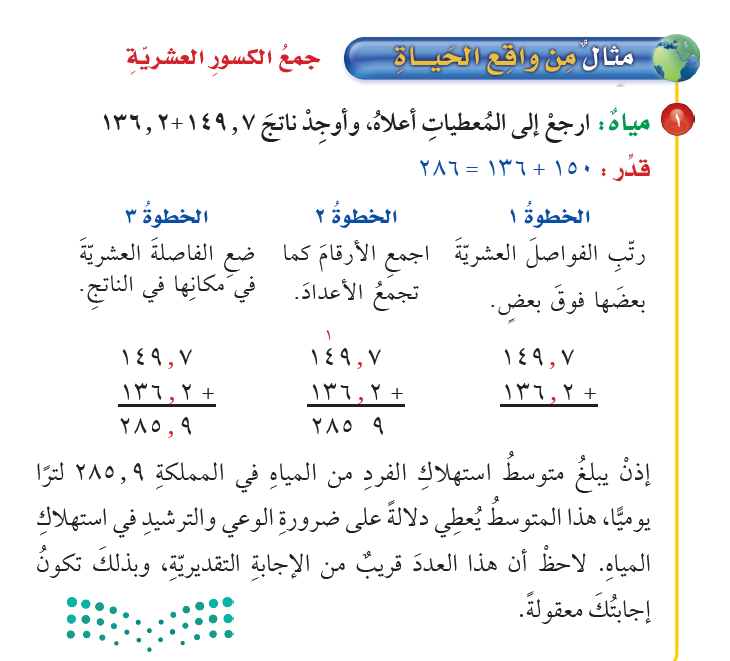 مثالٌ مِن واقِع الحَيـــاةِ جمعُ الكسورِ العشريّةِ
١ مياهٌ: ارجعْ إلى المُعطياتِ أعلاهُ، وأوجِدْ ناتجَ ١٤٩,٧+١٣٦,٢
قدِّر: ١٥٠ + ١٣٦ = ٢٨٦
الخطوةُ ١
رتّبِ الفواصلَ العشريّةَ
بعضَها فوقَ بعضٍ.
١٤٩,٧
١٣٦,٢ +
الخطوةُ ٢
اجمعِ الأرقامَ كما
تجمعُ الأعدادَ.
١
١٤٩,٧
١٣٦,٢ +
٢٨٥ ٩
الخطوةُ ٣
ضعِ الفاصلةَ العشريّةَ
في مكانِها في الناتجِ.
١٤٩,٧
١٣٦,٢ +
٢٨٥,٩
إذنْ يبلغُ متوسطُ استهلاكِ الفردِ من المياهِ في المملكةِ ٢٨٥,٩ لترًا
يوميًّا، هذا المتوسطُ يُعطِي دلالةً على ضرورةِ الوعي والترشيدِ في استهلاكِ
المياهِ. لاحظْ أن هذا العددَ قريبٌ من الإجابةِ التقديريّةِ، وبذلكَ تكونُ
إجابتُكَ معقولةً.